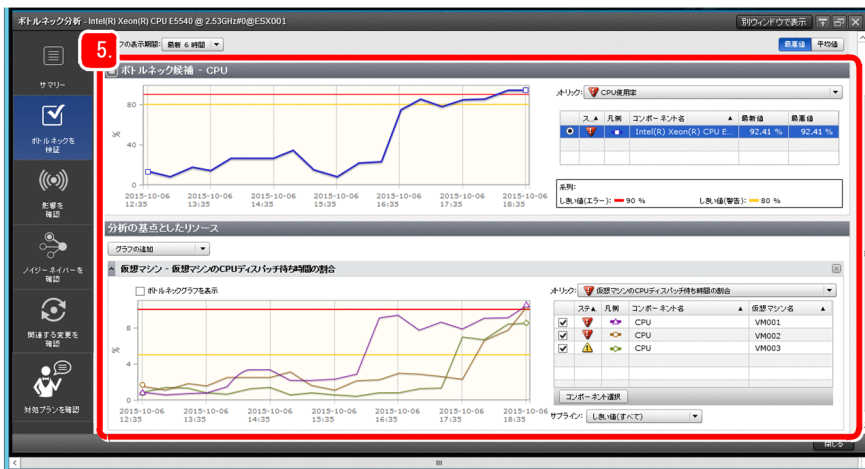 ボトルネック分析 - Intel(R) Xeon(R) CPU E5540 @ 2.53GHz#0@ESX001
別ウィンドウで表示
5.
フの表示期間: 最新 6 時間
最悪値 平均値
サマリー
ボトルネックを
検証
影響を
確認
ノイジーネイバーを
確認
関連する変更を
確認
対処プランを確認
ボトルネック候補 - CPU
80
40
0
%
2015-10-06 2015-10-06 2015-10-06 2015-10-06 2015-10-06 2015-10-06 2015-10-06
12:35 13:35 14:35 15:35 16:35 17:35 18:35
メトリック: CPU使用率
ス... 凡例 コンポーネント名 最新値 最悪値
Intel(R) Xeon(R) CPU E... 92.41 % 92.41 %
系列:
しきい値(エラー): 90 % しきい値(警告): 80 %
分析の基点としたリソース
グラフの追加
仮想マシン - 仮想マシンのCPUディスパッチ待ち時間の割合
ボトルネックグラフを表示
8
4
0
%
2015-10-06 2015-10-06 2015-10-06 2015-10-06 2015-10-06 2015-10-06 2015-10-06
12:35 13:35 14:35 15:35 16:35 17:35 18:35
メトリック: 仮想マシンのCPUディスパッチ待ち時間の割合
ステ... 凡例 コンポーネント名 仮想マシン名
CPU VM001
CPU VM002
CPU VM003
コンポーネント選択
サブライン: しきい値(すべて)
閉じる